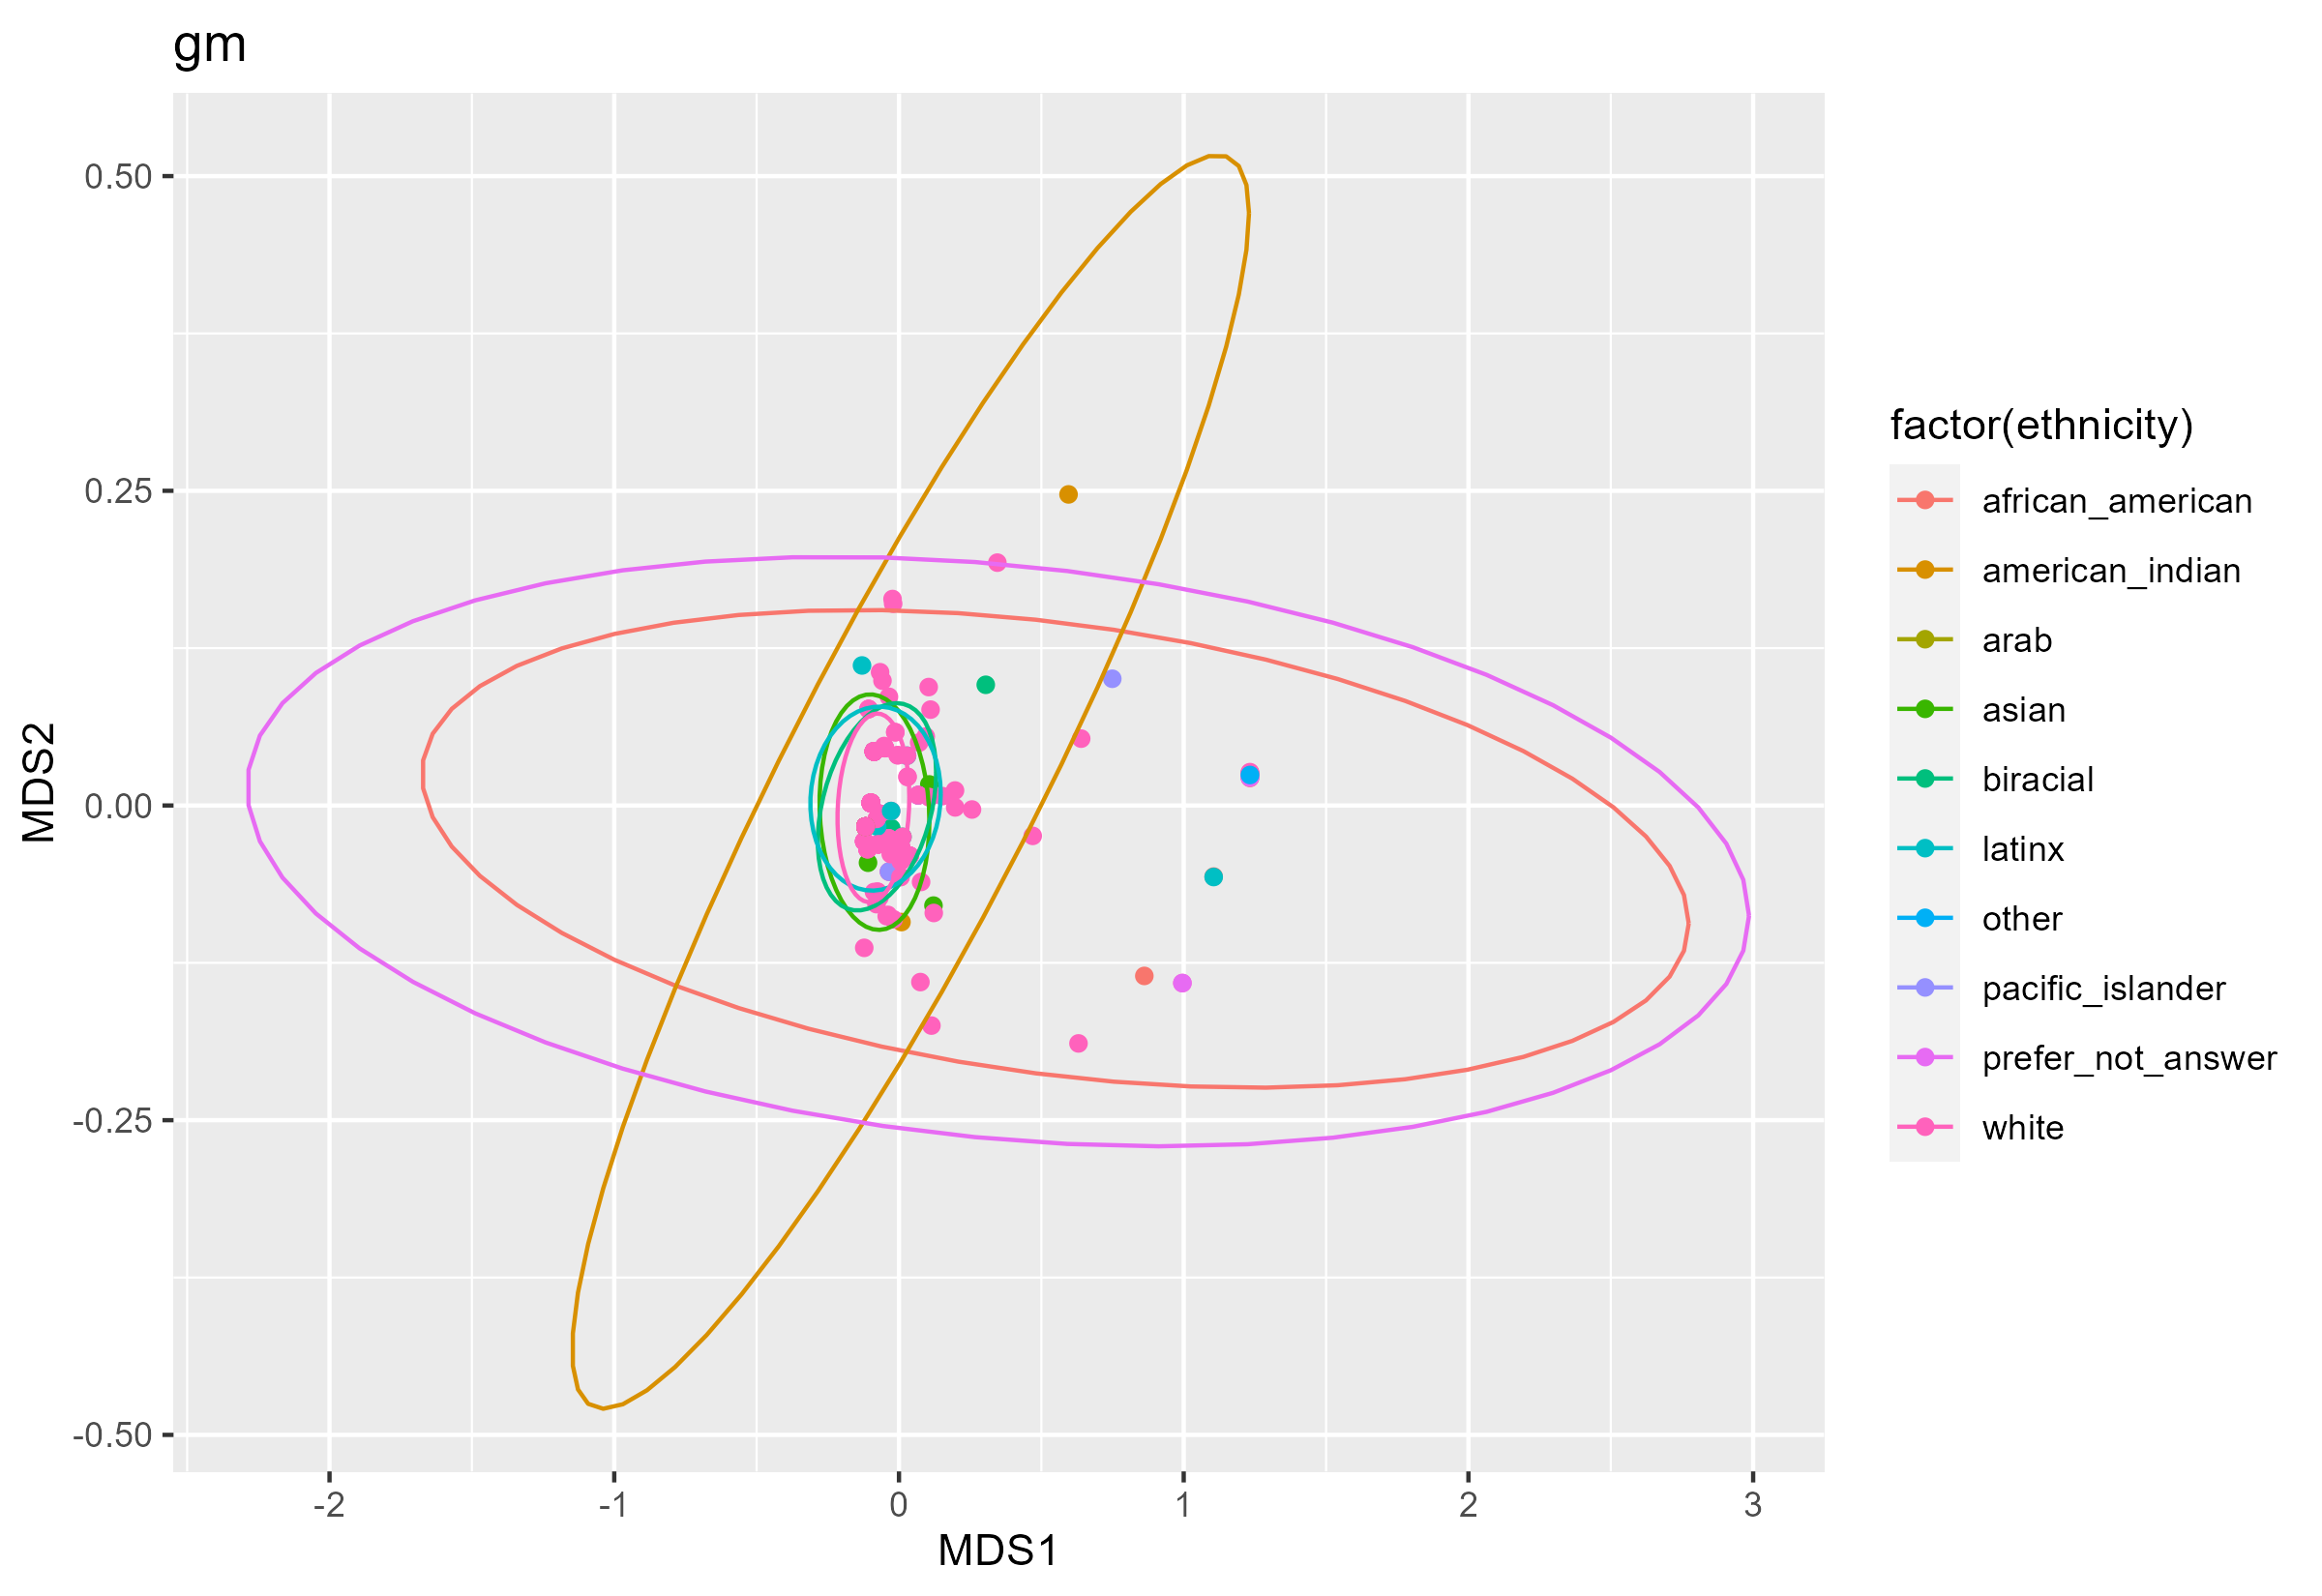 gm
0.50
0.25
0.00
-0.25
-0.50
MDS2
-2
-1
0
1
2
3
MDS1
factor(ethnicity)
african_american
american_indian
arab
asian
biracial
latinx
other
pacific_islander
prefer_not_answer
white